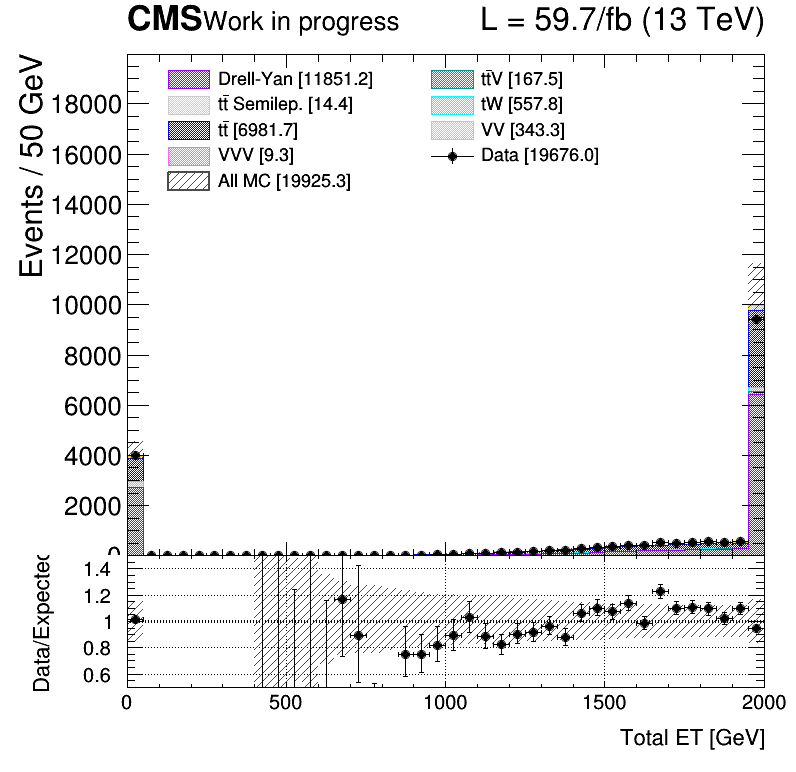 CMS Work in progress L = 59.7/fb (13 TeV)
Events / 50 GeV
Drell-Yan [11851.2]
tt̄ Semilep. [14.4]
tt̄ [6981.7]
VVV [9.3]
All MC [19925.3]
tt̄V [167.5]
tW [557.8]
VV [343.3]
Data [19676.0]
18000
16000
14000
12000
10000
8000
6000
4000
2000
0
Data/Expected
1.4
1.2
1
0.8
0.6
0 500 1000 1500 2000
Total ET [GeV]